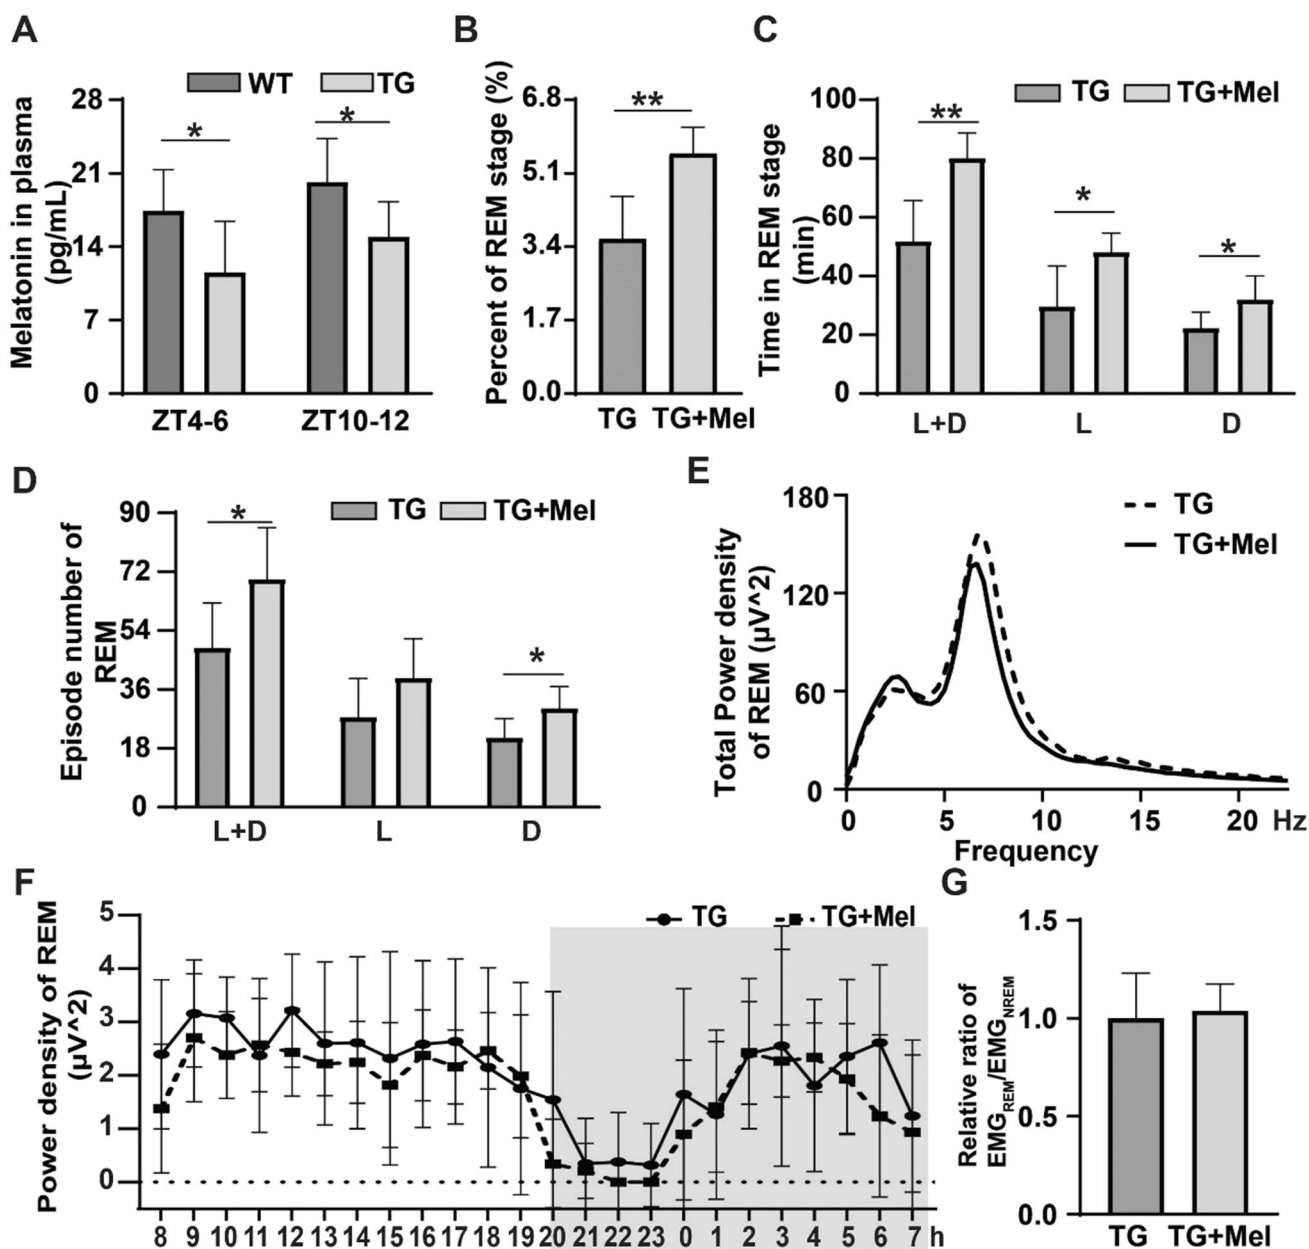 A
WT TG
Melatonin in plasma
(pg/mL)
28
21
14
7
0
*
*
ZT4-6 ZT10-12
B
Percent of REM stage (%)
6.8
5.1
3.4
1.7
0.0
**
TG TG+Mel
C
TG TG+Mel
Time in REM stage
(min)
100
80
60
40
20
0
**
*
*
L+D L D
D
TG TG+Mel
Episode number of
REM
90
72
54
36
18
0
*
*
L+D L D
E
TG
TG+Mel
Total Power density
of REM (µV^2)
180
120
60
0
0 5 10 15 20 Hz
Frequency
F
TG TG+Mel
Power density of REM
(µV^2)
5
4
3
2
1
0
8 9 10 11 12 13 14 15 16 17 18 19 20 21 22 23 0 1 2 3 4 5 6 7 h
G
Relative ratio of
EMG_REM/EMG_NREM
1.5
1.0
0.5
0.0
TG TG+Mel